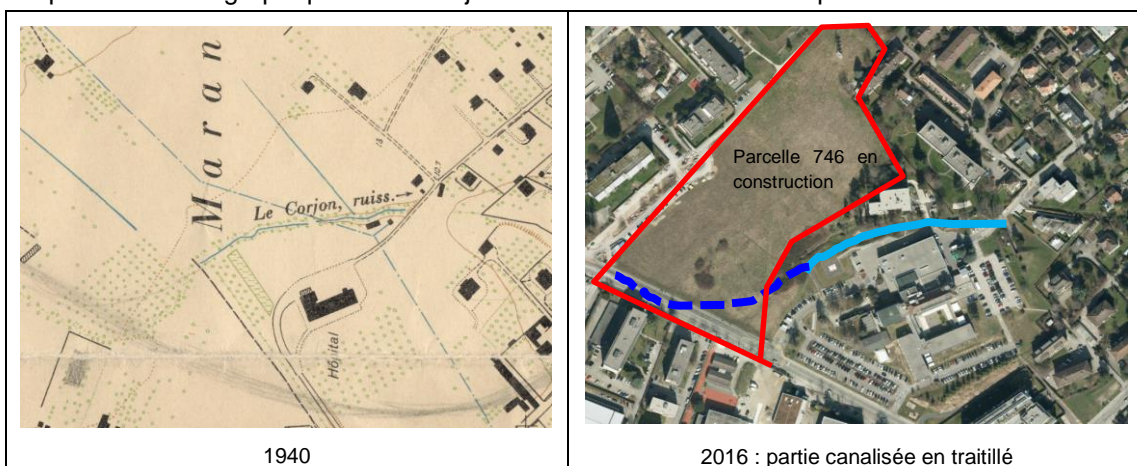 Maran
Le Corjon, ruiss.
Hôpital
1940
Parcelle 746 en
construction
2016 : partie canalisée en traitillé